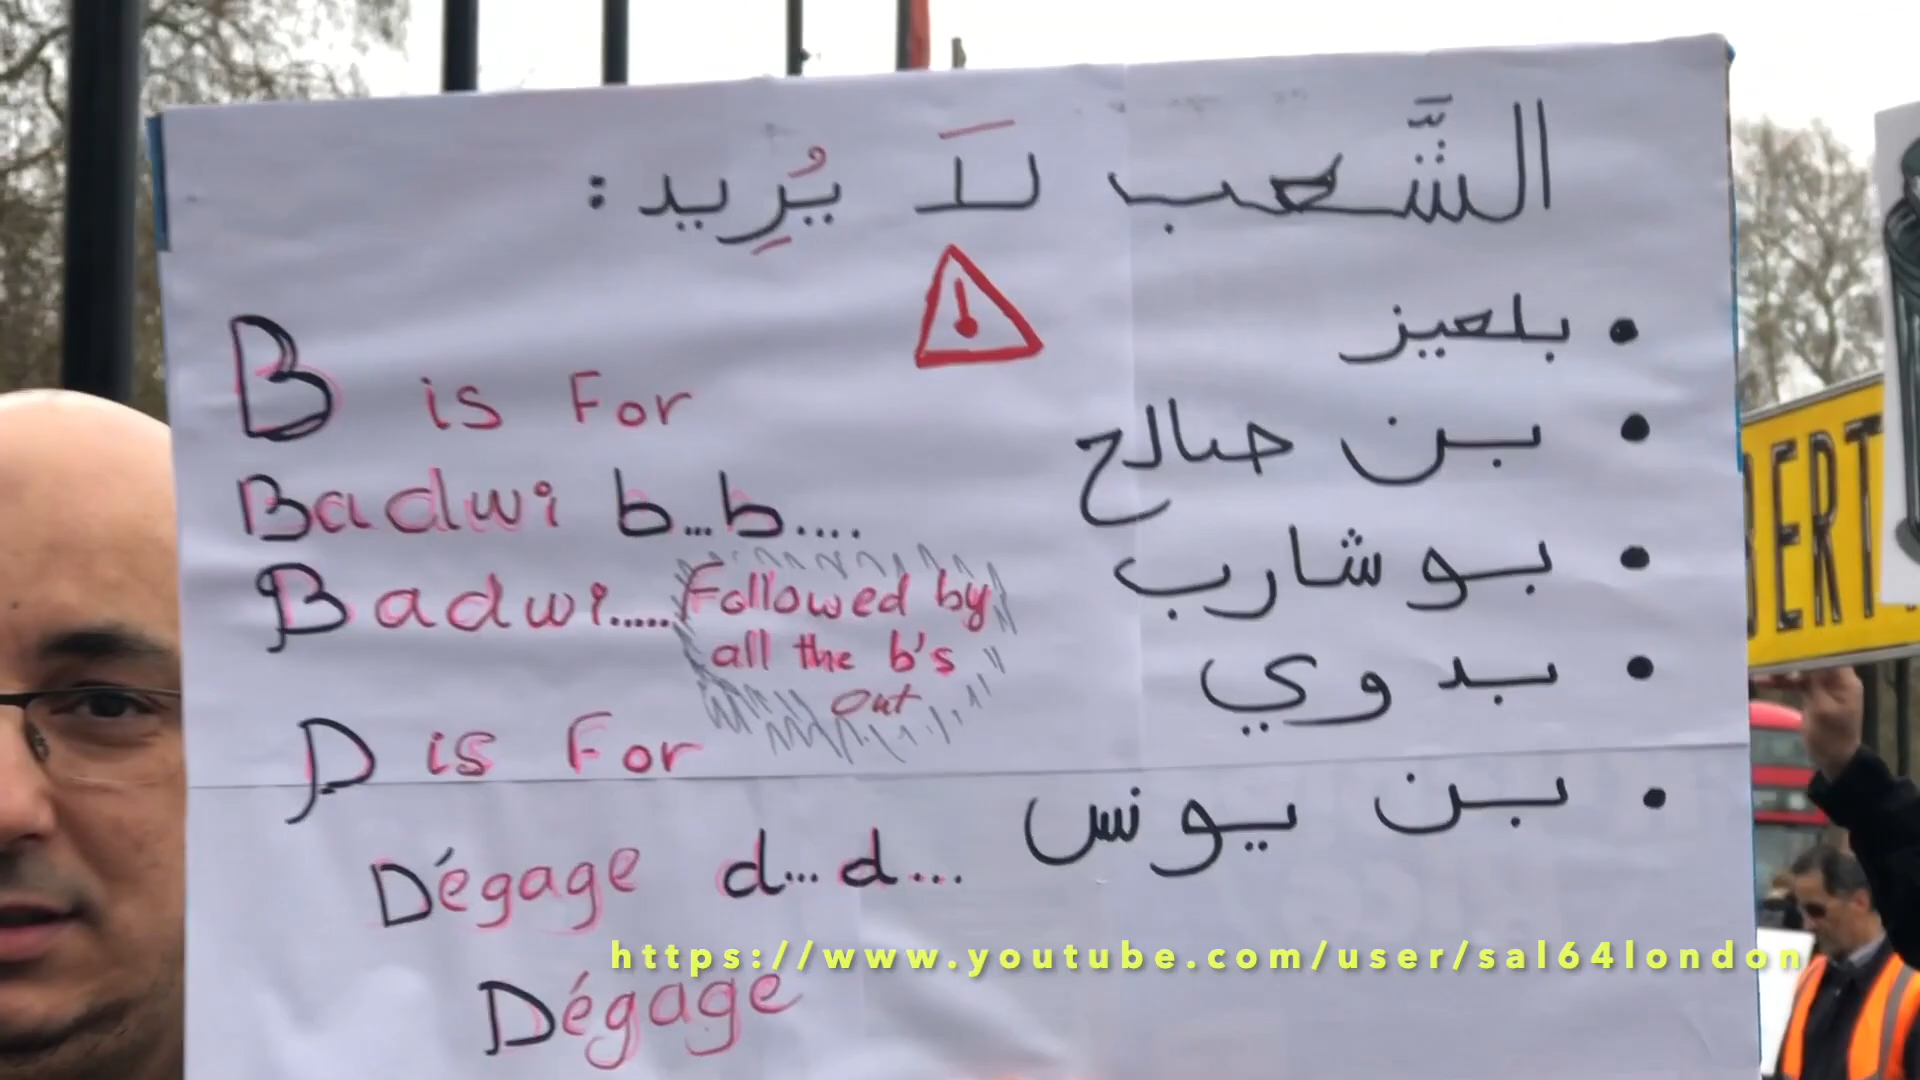 الشَّعب لَا يُرِيد :
• بلعيز
• بن صالح
• بوشارب
• بدوي
• بن يونس
B is For
Badwi b...b....
Badwi.....Followed by
all the b's
out
D is For
Dégage d...d...
Dégage
https://www.youtube.com/user/sal64london
BERT